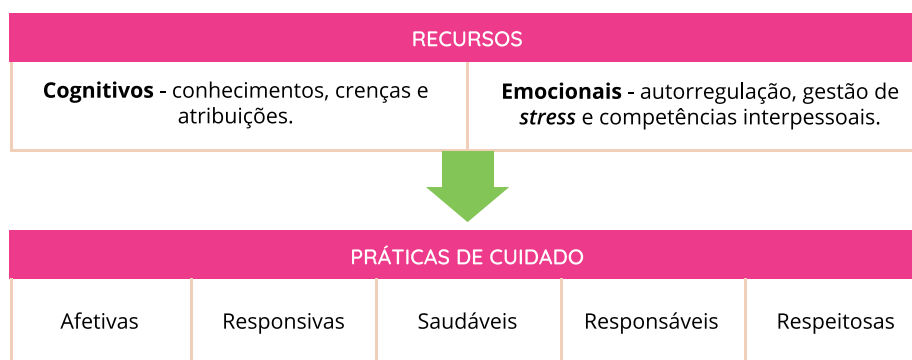 RECURSOS
Cognitivos - conhecimentos, crenças e
atribuições.
Emocionais - autorregulação, gestão de
stress e competências interpessoais.
PRÁTICAS DE CUIDADO
Afetivas
Responsivas
Saudáveis
Responsáveis
Respeitosas